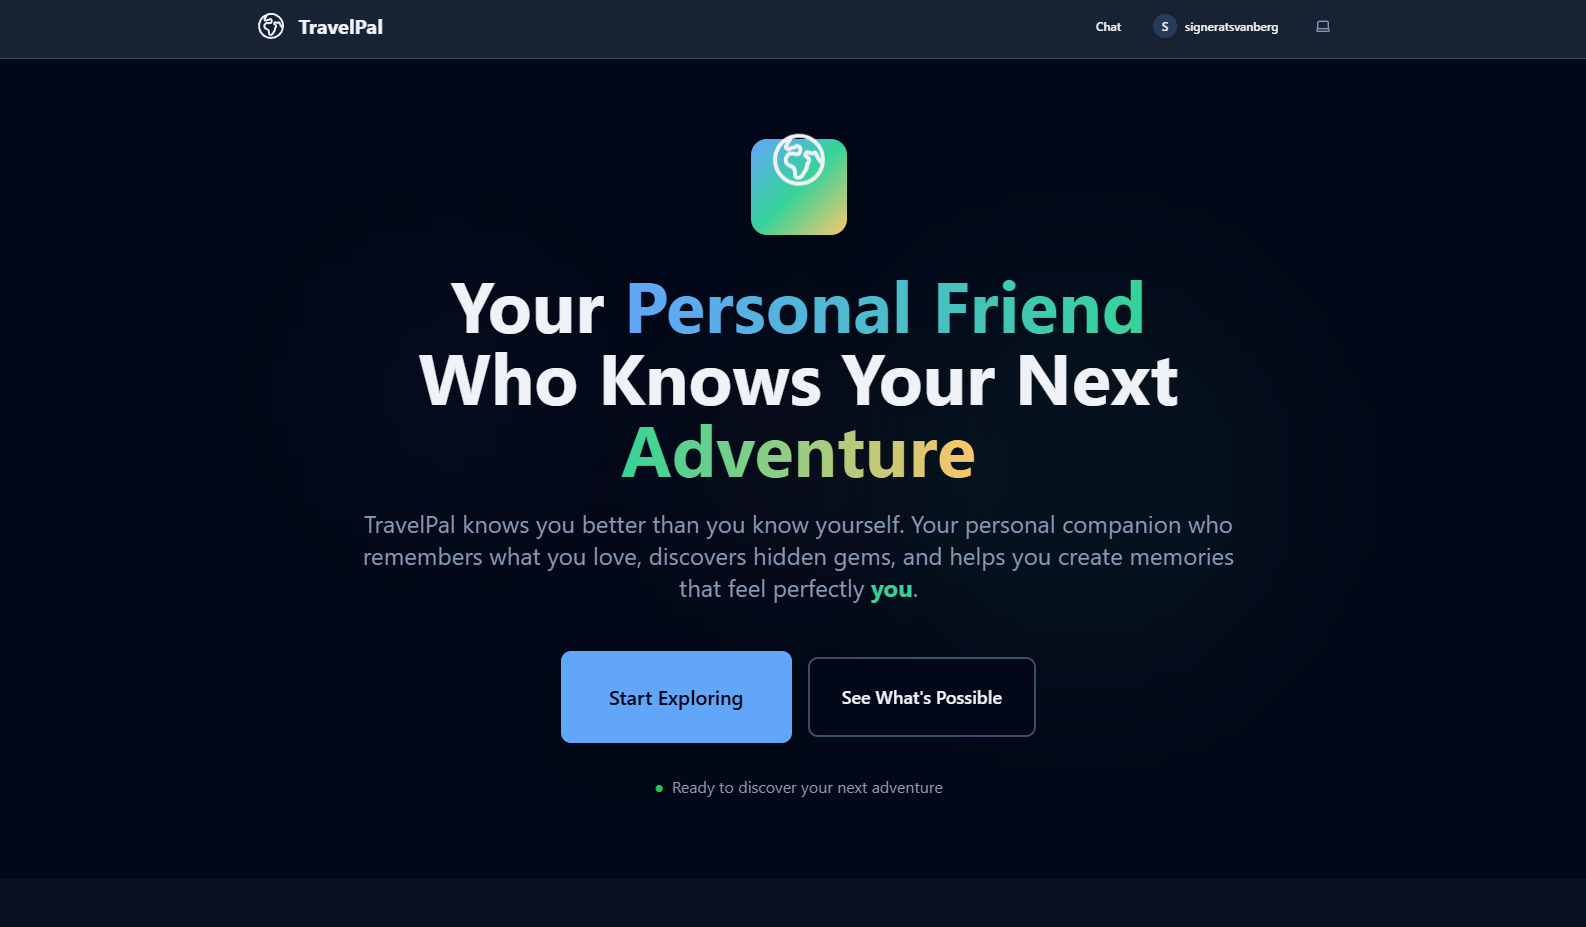 TravelPal
Chat
S signeratsvanberg
Your Personal Friend
Who Knows Your Next
Adventure
TravelPal knows you better than you know yourself. Your personal companion who
remembers what you love, discovers hidden gems, and helps you create memories
that feel perfectly you.
Start Exploring
See What's Possible
Ready to discover your next adventure